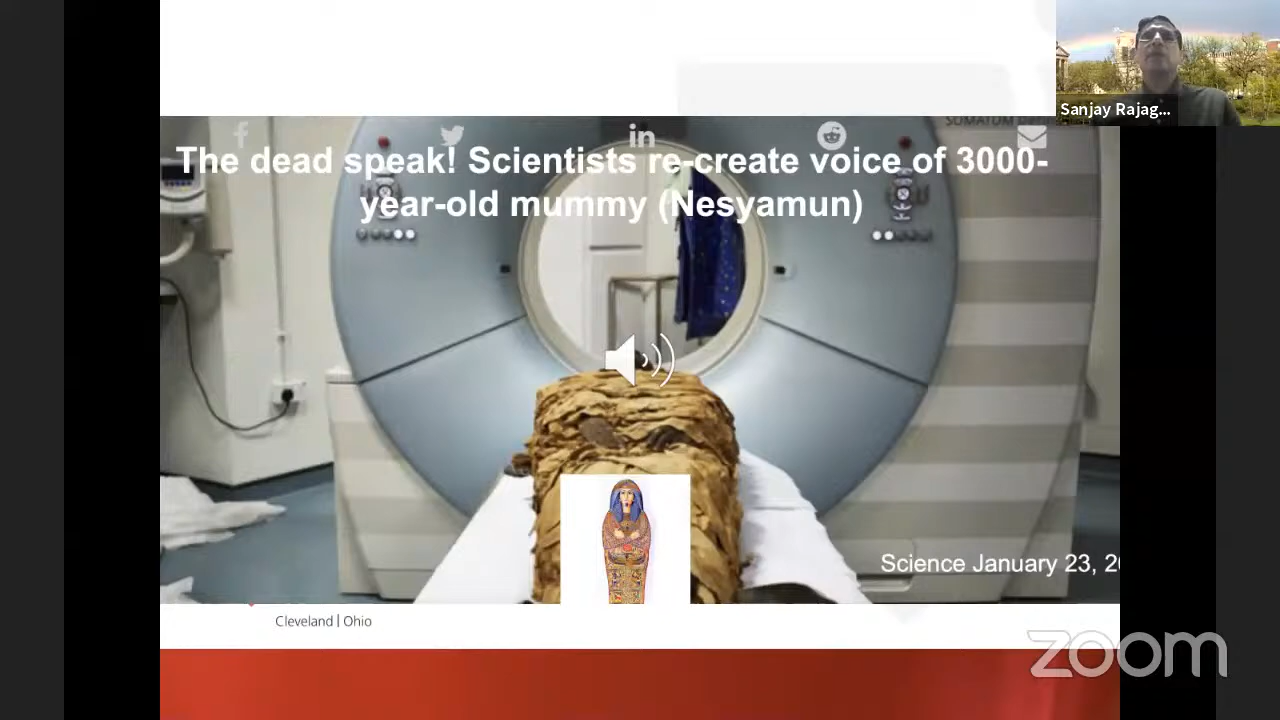 Sanjay Rajag...
The dead speak! Scientists re-create voice of 3000-
year-old mummy (Nesyamun)
Science January 23, 2
Cleveland | Ohio
zoom